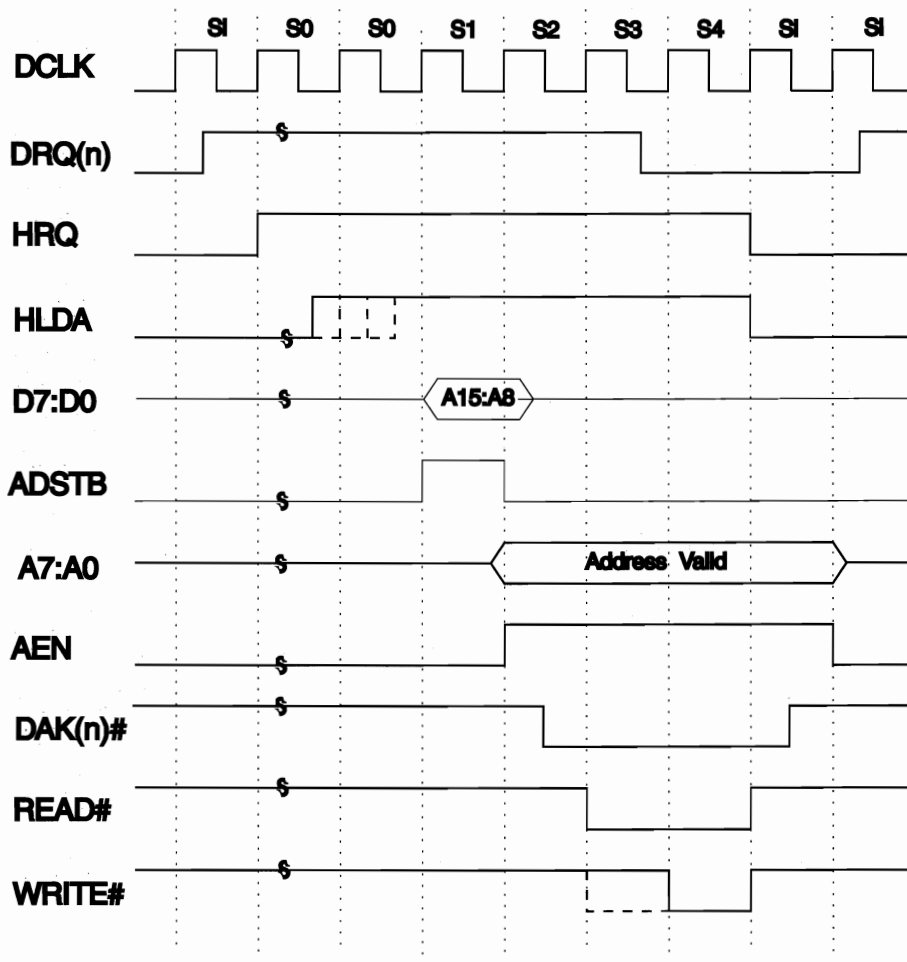 SI S0 S0 S1 S2 S3 S4 SI SI
DCLK
DRQ(n)
HRQ
HLDA
D7:D0 A15:A8
ADSTB
A7:A0 Address Valid
AEN
DAK(n)#
READ#
WRITE#